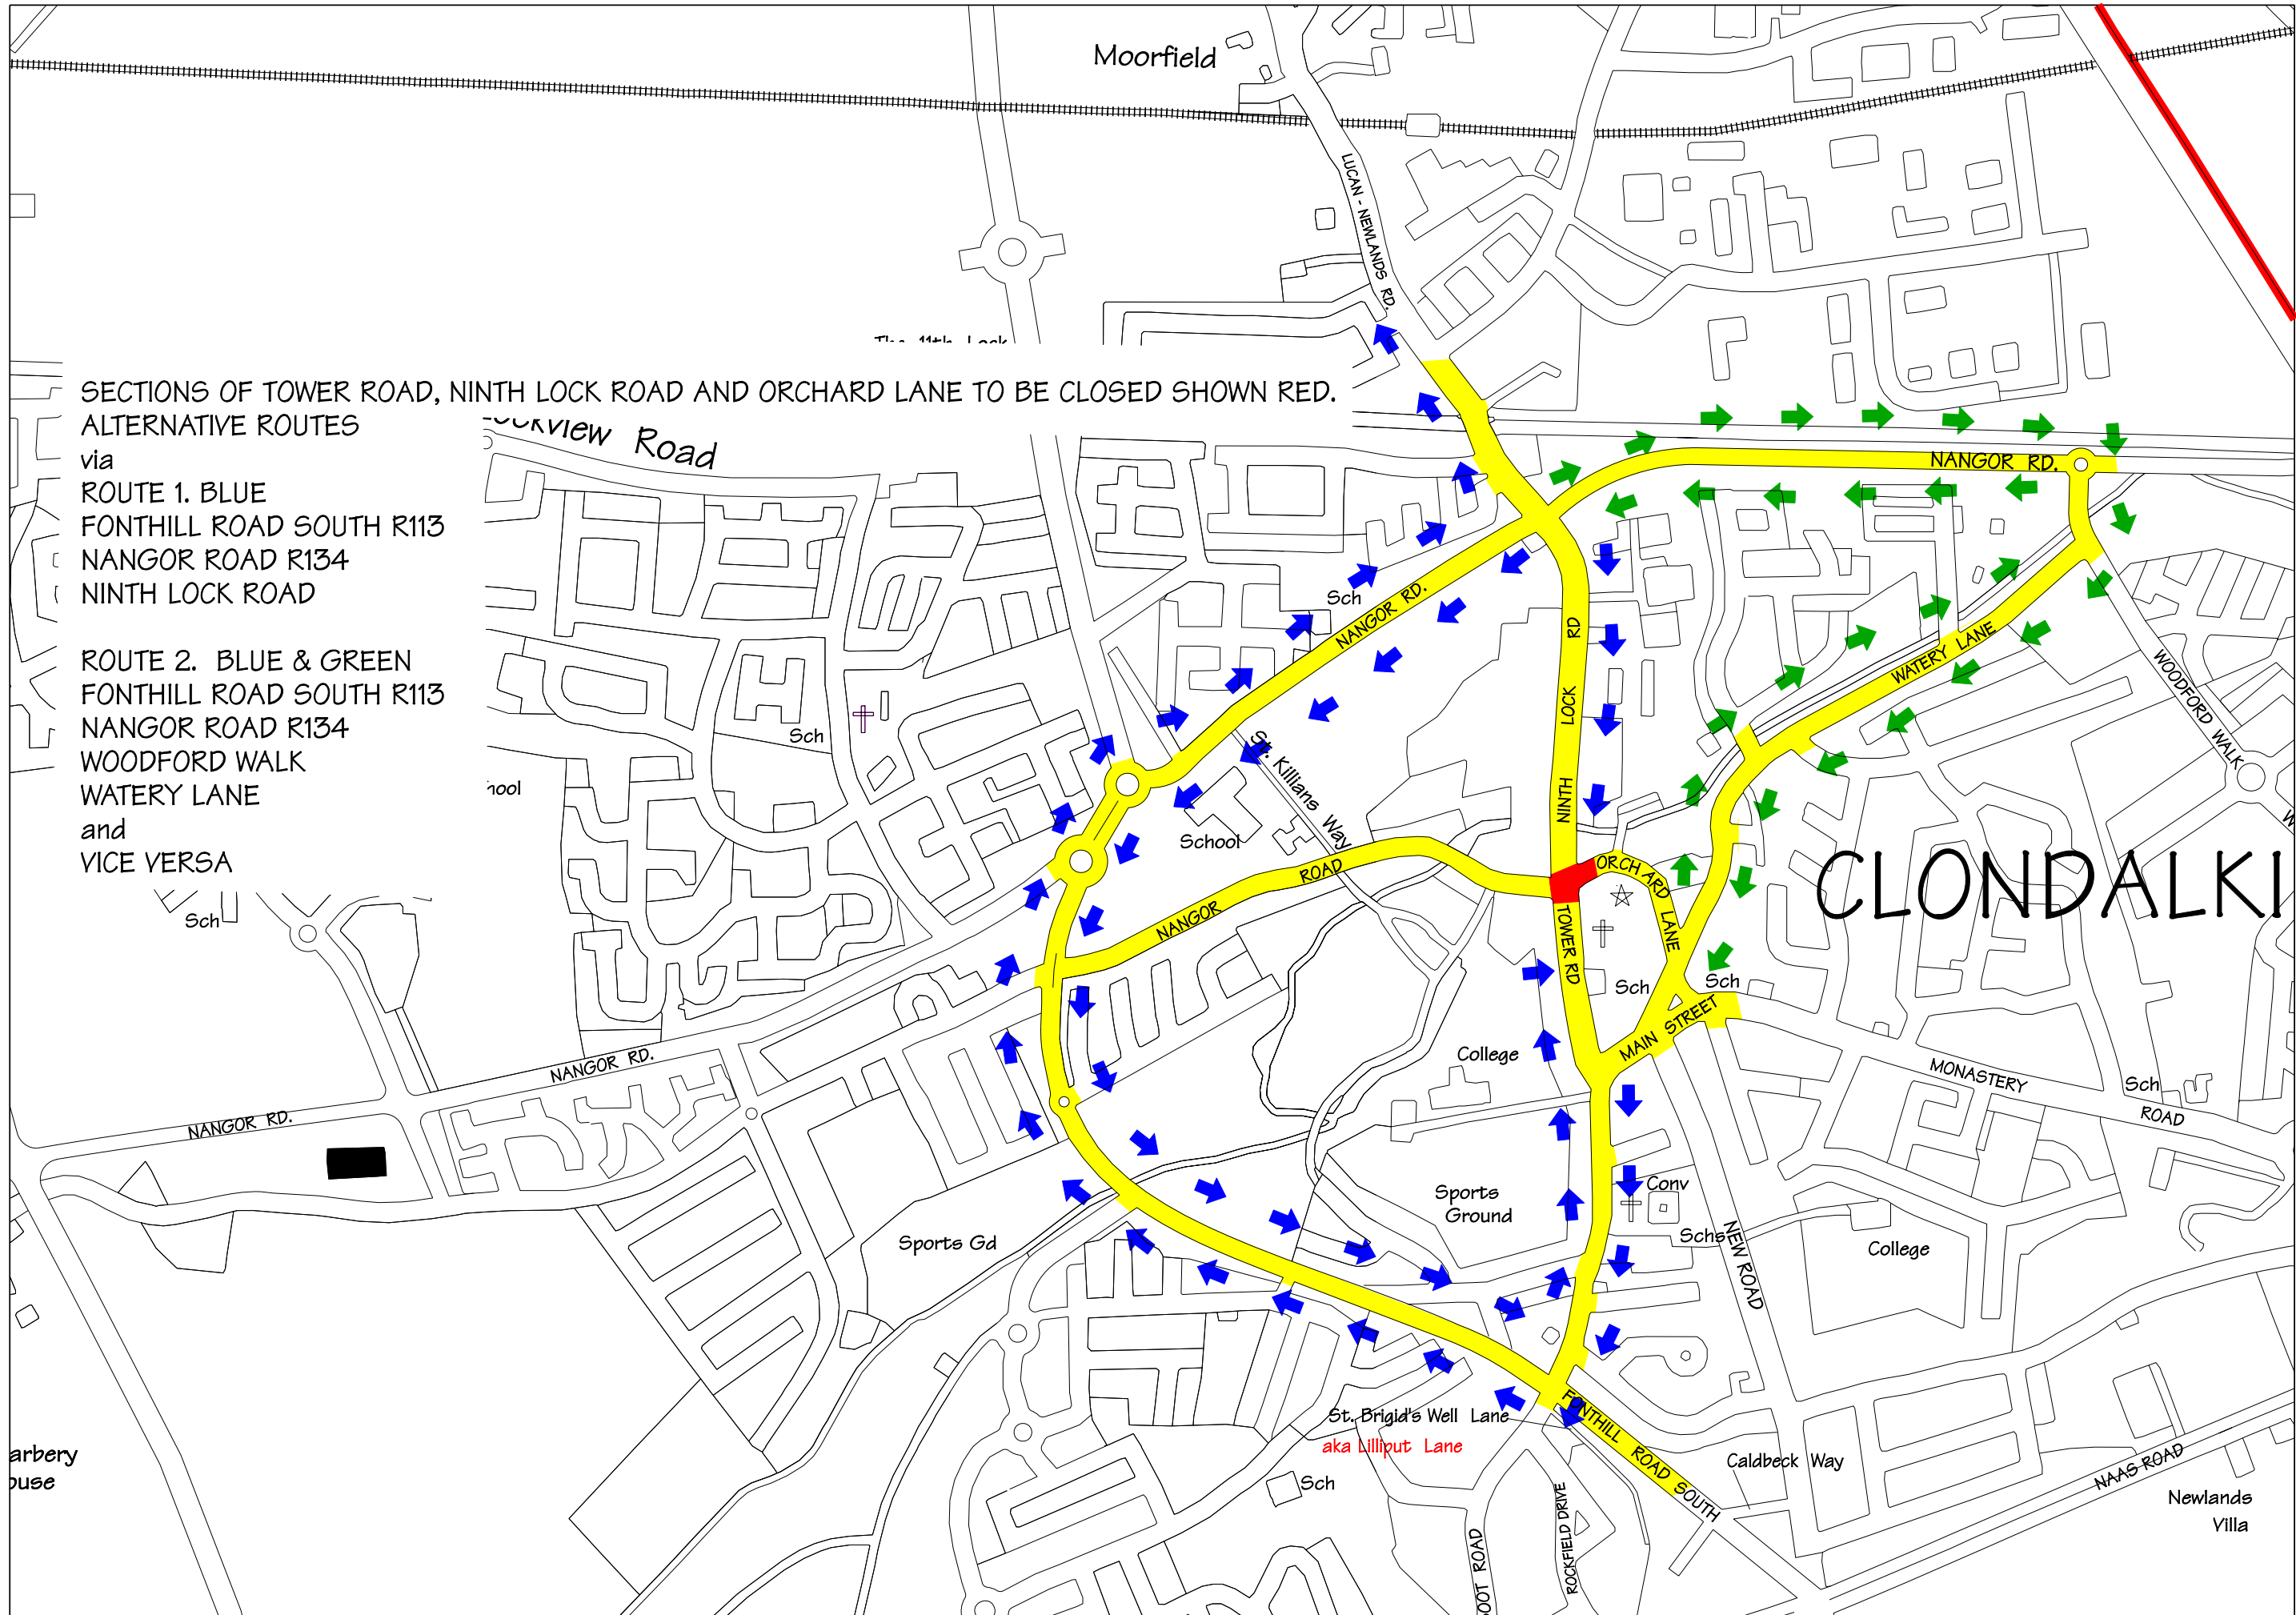 Moorfield
LUCAN - NEWLANDS RD.
SECTIONS OF TOWER ROAD, NINTH LOCK ROAD AND ORCHARD LANE TO BE CLOSED SHOWN RED.
ALTERNATIVE ROUTES
via
ROUTE 1. BLUE
FONTHILL ROAD SOUTH R113
NANGOR ROAD R134
NINTH LOCK ROAD
ROUTE 2. BLUE & GREEN
FONTHILL ROAD SOUTH R113
NANGOR ROAD R134
WOODFORD WALK
WATERY LANE
and
VICE VERSA
Road
NANGOR RD.
Sch
NANGOR RD.
NINTH LOCK RD
WATERY LANE
WOODFORD WALK
Sch
St. Killians Way
School
ROAD
NANGOR
ORCHARD LANE
TOWER RD
CLONDALKI
Sch
Sch
Sch
MAIN STREET
College
NANGOR RD.
NANGOR RD.
MONASTERY
ROAD
Sch
Sports
Ground
Conv
Schs
NEW ROAD
College
Sports Gd
St. Brigid's Well Lane
aka Lilliput Lane
FONTHILL ROAD SOUTH
Caldbeck Way
NAAS ROAD
Newlands
Villa
Sch
ROCKFIELD DRIVE
OOT ROAD
arbery
ouse